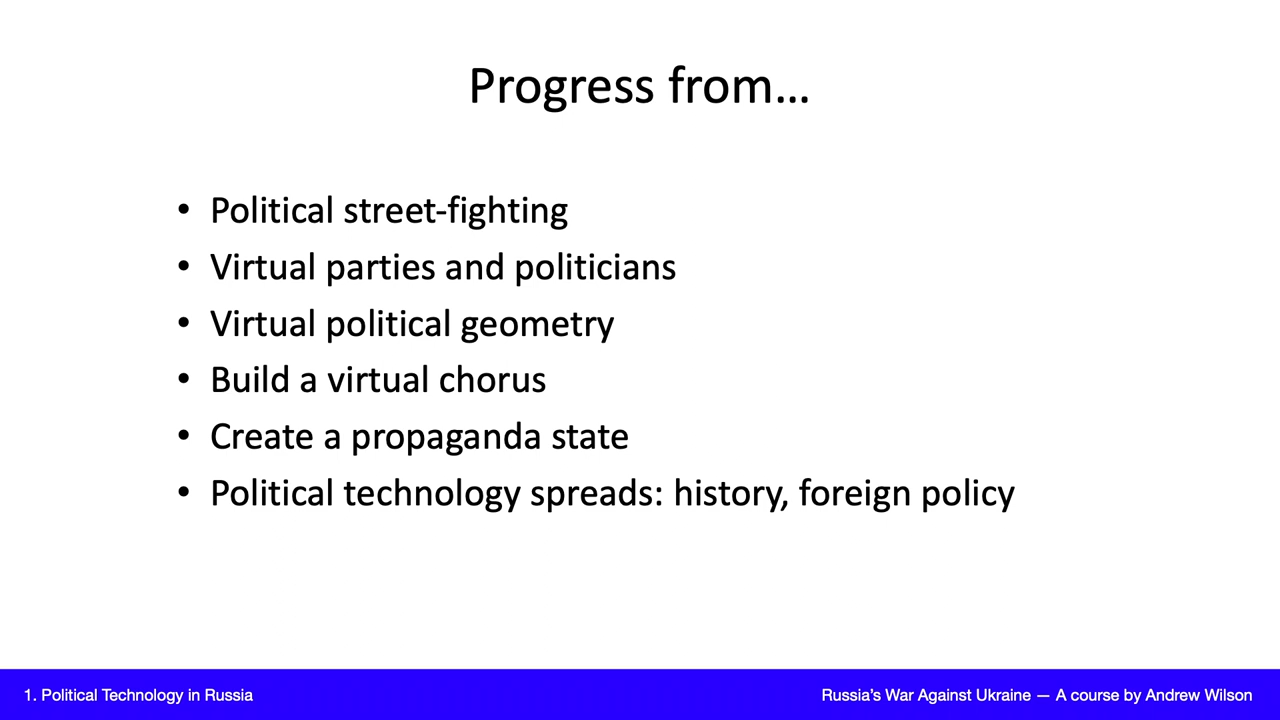 Progress from…
• Political street-fighting
• Virtual parties and politicians
• Virtual political geometry
• Build a virtual chorus
• Create a propaganda state
• Political technology spreads: history, foreign policy
1. Political Technology in Russia
Russia’s War Against Ukraine — A course by Andrew Wilson